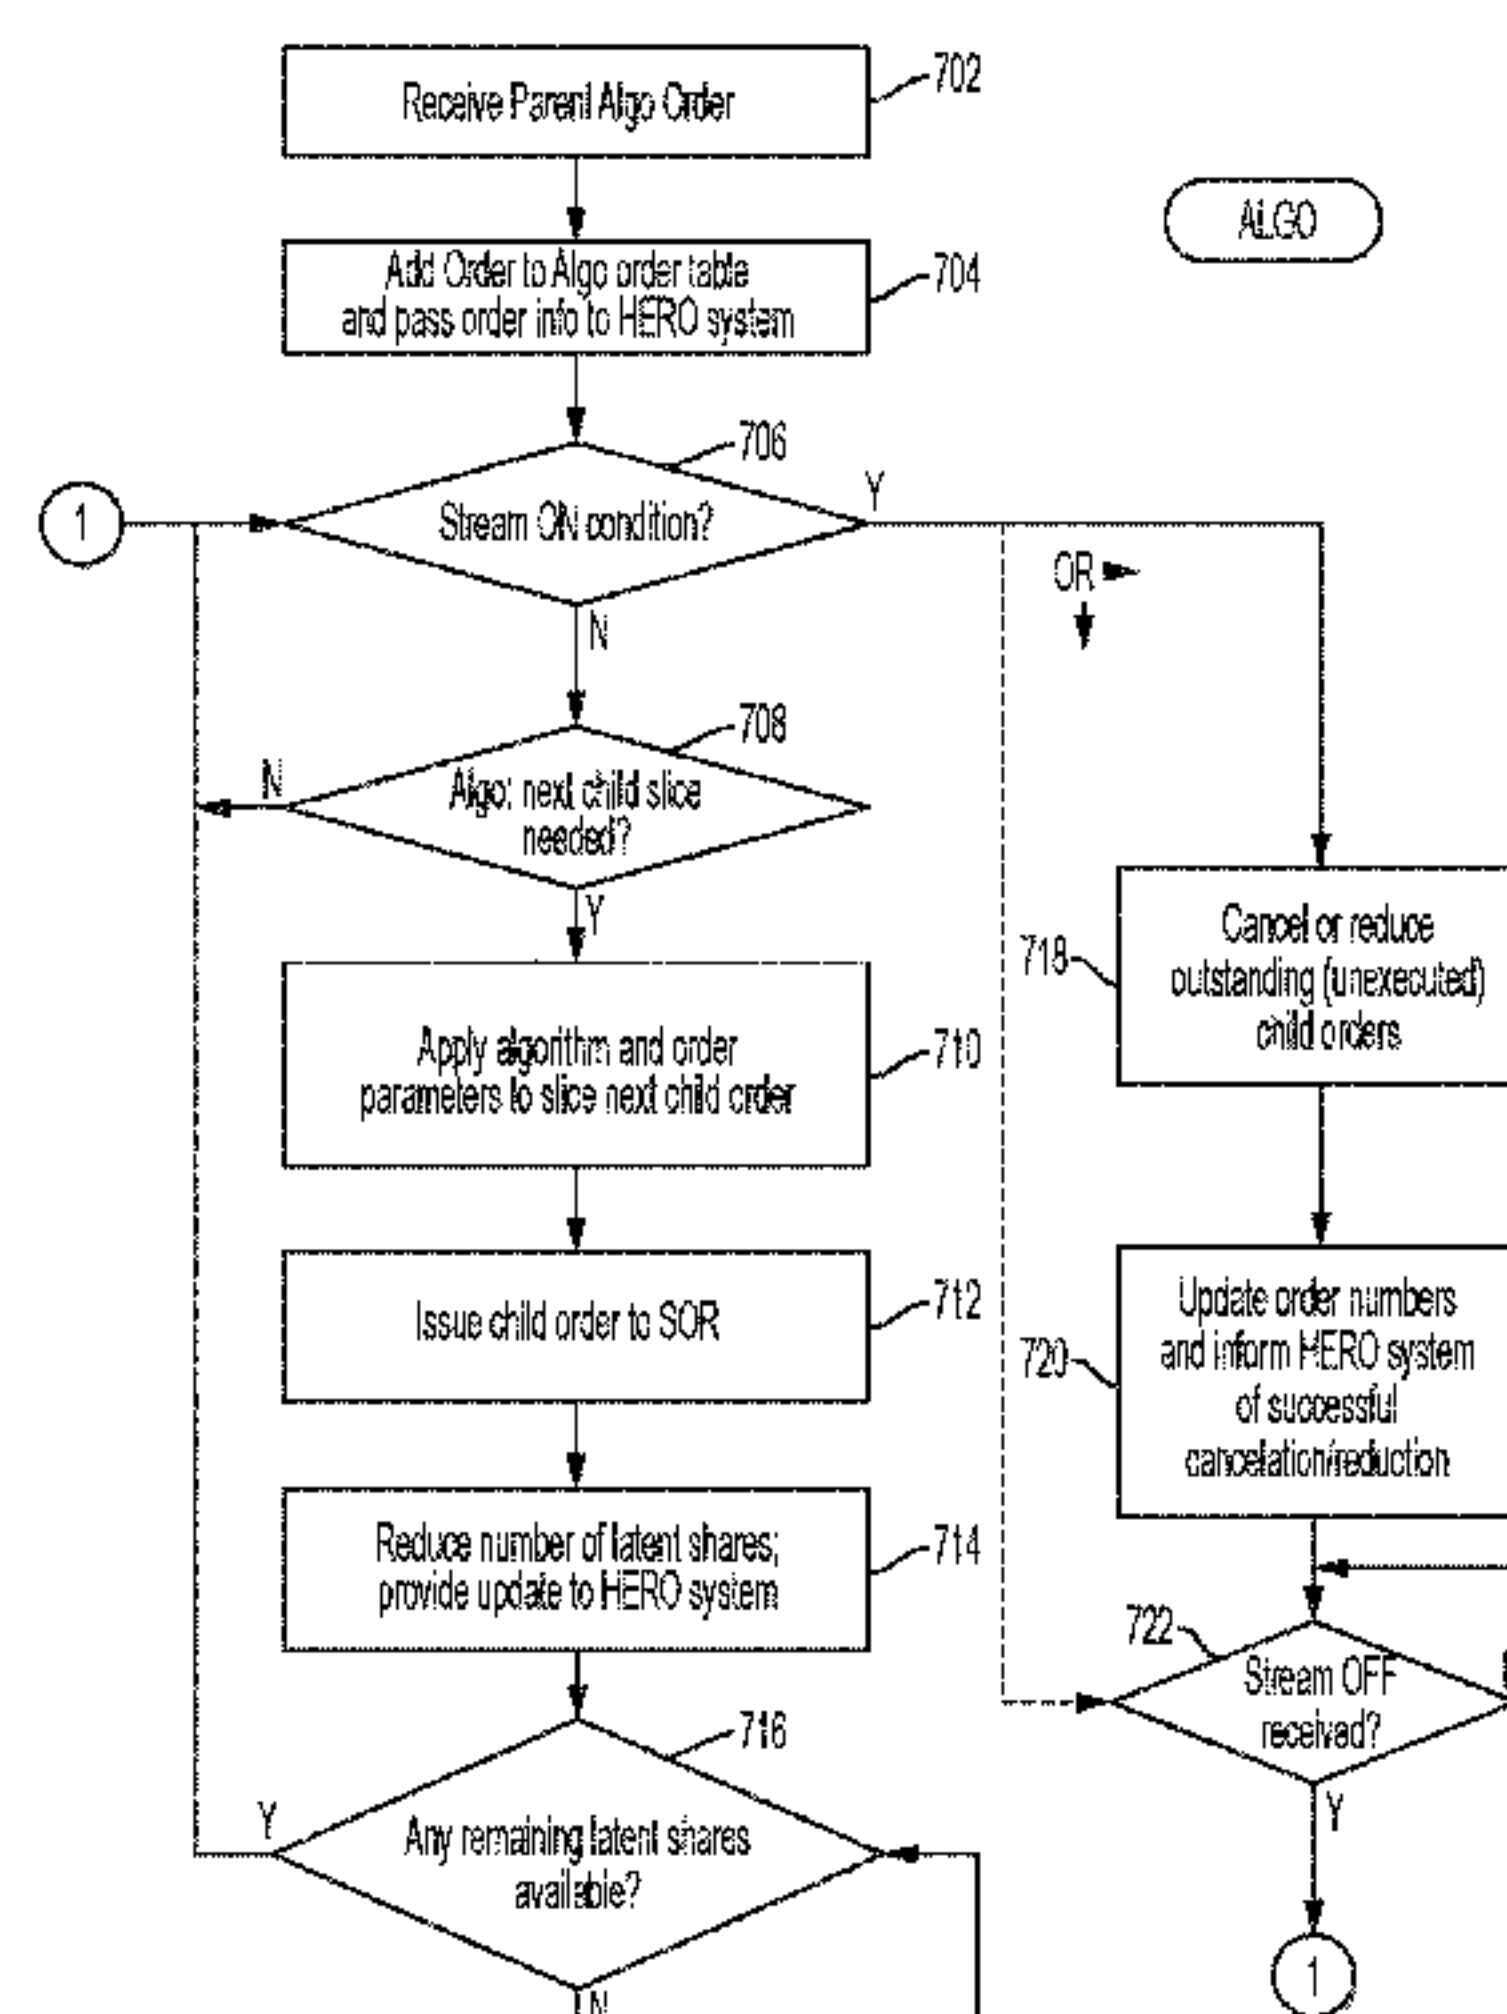 Receive Parent Algo Order
702
ALGO
Add Order to Algo order table
and pass order info to HERO system
704
706
1
Stream ON condition?
Y
OR
N
708
N
Algo: next child slice
needed?
Y
Cancel or reduce
outstanding (unexecuted)
child orders
718
Apply algorithm and order
parameters to slice next child order
710
Issue child order to SOR
712
Update order numbers
and inform HERO system
of successful
cancelation/reduction
720
Reduce number of latent shares;
provide update to HERO system
714
722
Stream OFF
received?
716
Y
Any remaining latent shares
available?
Y
1
N